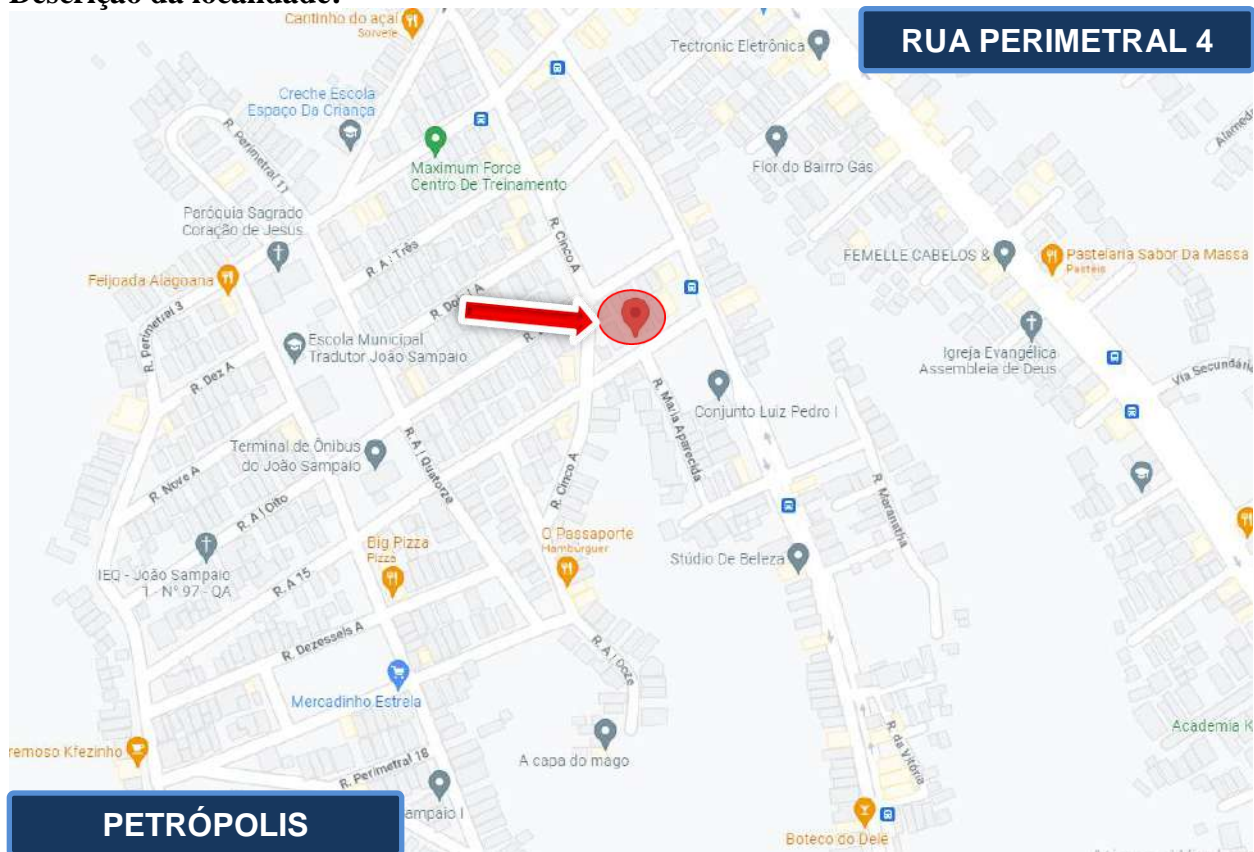 Descrição da localidade:
RUA PERIMETRAL 4
Cantinho do açaí
Sorvete
Tectronic Eletrônica
Creche Escola
Espaço Da Criança
R. Perimetral 17
Maximum Force
Centro De Treinamento
Flor do Bairro Gás
Alameda
Paróquia Sagrado
Coração de Jesus
R. Cinco A
R. A | Três
FEMELLE CABELOS &
Pastelaria Sabor Da Massa
Pastéis
Feijoada Alagoana
R. Perimetral 3
Escola Municipal
Tradutor João Sampaio
Igreja Evangélica
Assembleia de Deus
Via Secundária
R. Dez A
R. Maria Aparecida
Conjunto Luiz Pedro I
Terminal de Ônibus
do João Sampaio
R. A | Quatorze
R. Nove A
R. Cinco A
R. Maranatha
R. A | Oito
Big Pizza
Pizza
O Passaporte
Hambúrguer
Stúdio De Beleza
IEQ - João Sampaio
1 - N° 97 - QA
R. A 15
R. Dezesseis A
R. A | Doze
Mercadinho Estrela
remoso Kfezinho
A capa do mago
R. da Vitória
Academia K
R. Perimetral 18
ampaio I
PETRÓPOLIS
Boteco do Dele